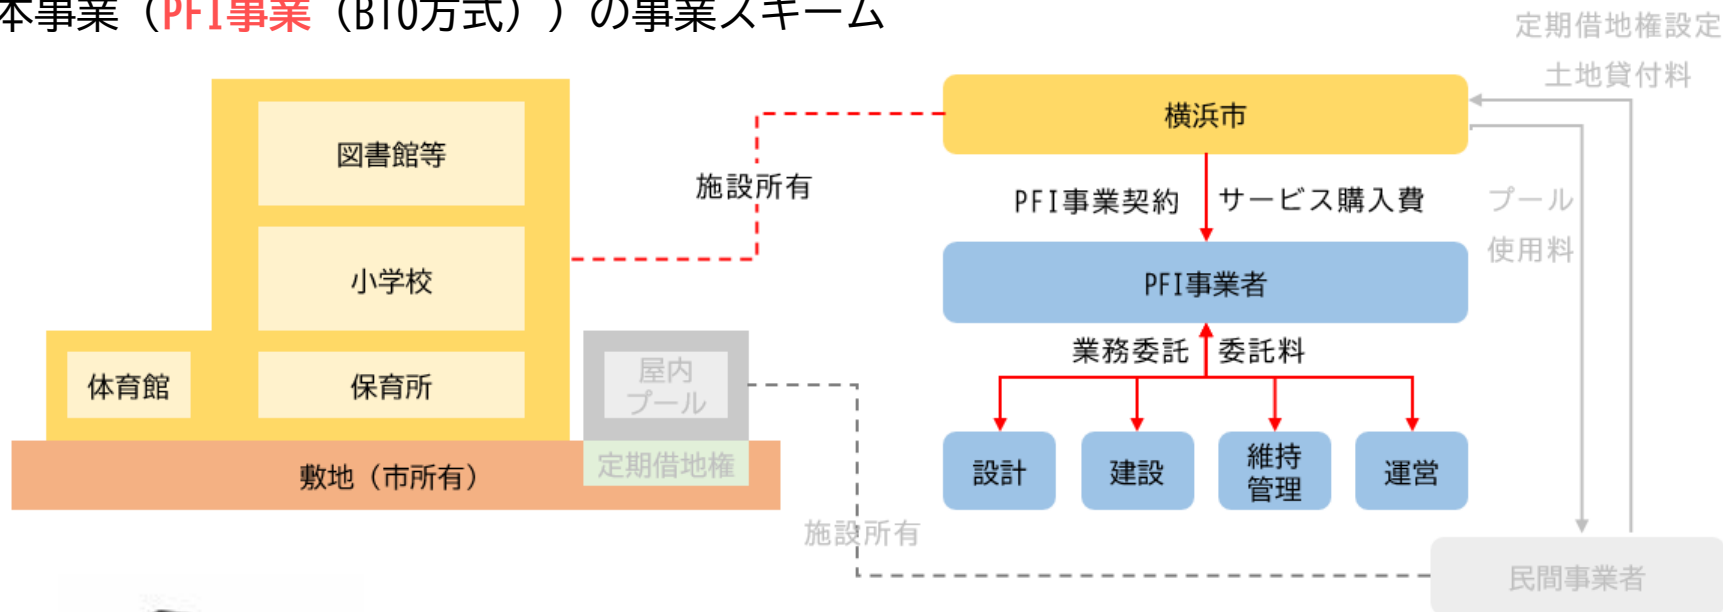 本事業（PFI事業（BTO方式））の事業スキーム
定期借地権設定
土地貸付料
図書館等
小学校
体育館
保育所
屋内
プール
敷地（市所有）
定期借地権
施設所有
横浜市
PFI事業契約
サービス購入費
プール
使用料
PFI事業者
業務委託
委託料
設計
建設
維持
管理
運営
施設所有
民間事業者